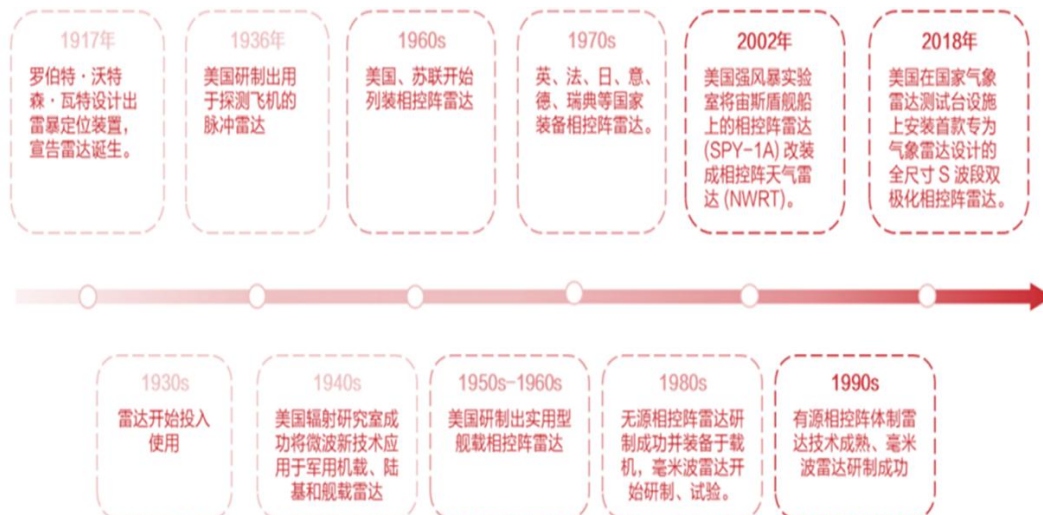 1917年
罗伯特·沃特
森·瓦特设计出
雷暴定位装置，
宣告雷达诞生。
1936年
美国研制出用
于探测飞机的
脉冲雷达
1960s
美国、苏联开始
列装相控阵雷达
1970s
英、法、日、意、
德、瑞典等国家
装备相控阵雷达。
2002年
美国强风暴实验
室将宙斯盾舰船
上的相控阵雷达
(SPY-1A) 改装
成相控阵天气雷
达 (NWRT)。
2018年
美国在国家气象
雷达测试台设施
上安装首款专为
气象雷达设计的
全尺寸 S 波段双
极化相控阵雷达。
1930s
雷达开始投入
使用
1940s
美国辐射研究室成
功将微波新技术应
用于军用机载、陆
基和舰载雷达
1950s-1960s
美国研制出实用型
舰载相控阵雷达
1980s
无源相控阵雷达研
制成功并装备于载
机，毫米波雷达开
始研制、试验。
1990s
有源相控阵体制雷
达技术成熟、毫米
波雷达研制成功